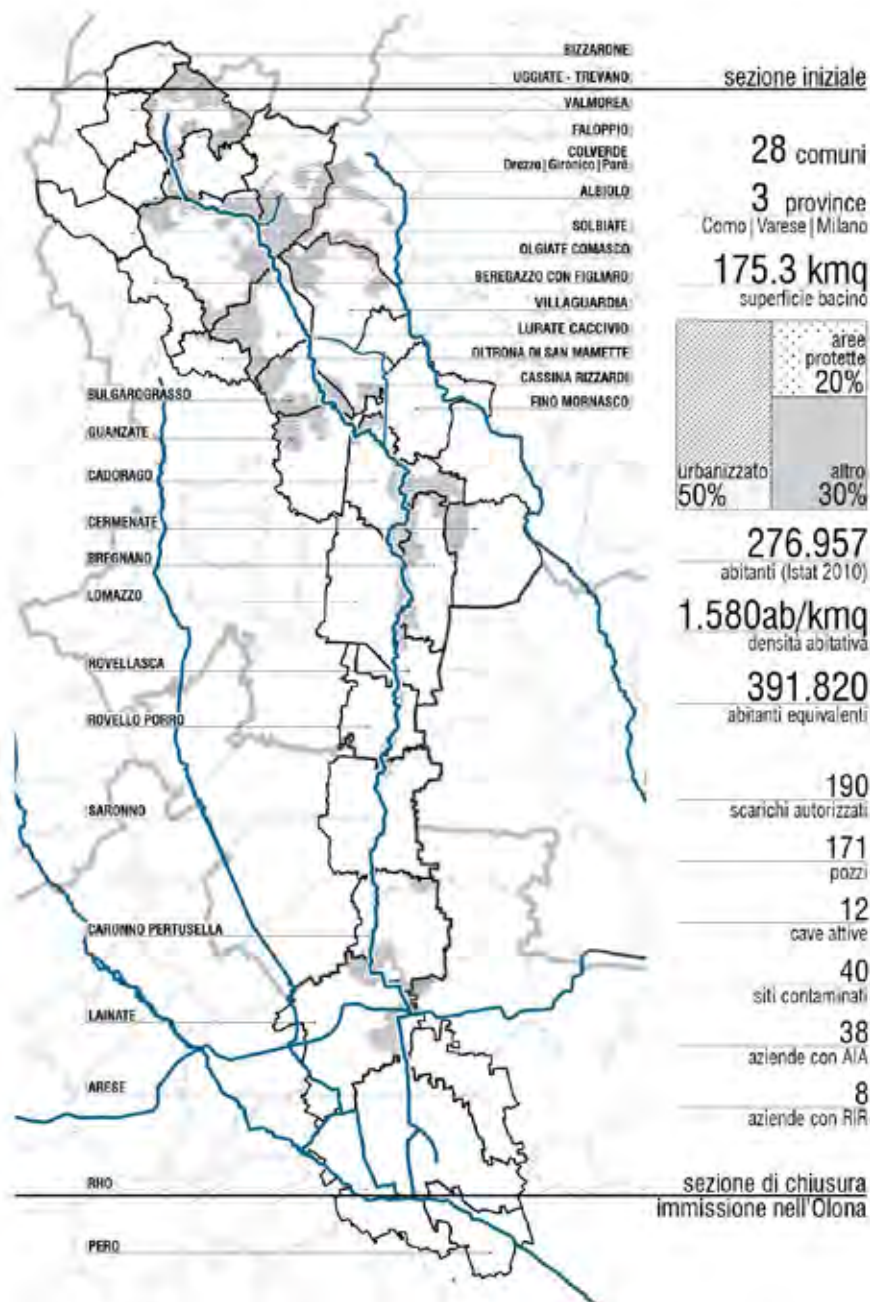 BIZZARONE
UGGIATE - TREVANO
VALMOREA
FALOPPIO
COLVERDE
Drezzo | Gironico | Parè
ALBIOLO
SOLBIATE
OLGIATE COMASCO
BEREGAZZO CON FIGLIARO
VILLAGUARDIA
LURATE CACCIVIO
OLTRONA DI SAN MAMETTE
CASSINA RIZZARDI
FINO MORNASCO
BULGAROGRASSO
GUANZATE
CADORAGO
CERMENATE
BREGNANO
LOMAZZO
ROVELLASCA
ROVELLO PORRO
SARONNO
CARONNO PERTUSELLA
LAINATE
ARESE
RHO
PERO
sezione iniziale
28 comuni
3 province
Como | Varese | Milano
175.3 kmq
superficie bacino
aree
protette
20%
urbanizzato
50%
altro
30%
276.957
abitanti (Istat 2010)
1.580ab/kmq
densità abitativa
391.820
abitanti equivalenti
190
scarichi autorizzati
171
pozzi
12
cave attive
40
siti contaminati
38
aziende con AIA
8
aziende con RIR
sezione di chiusura
immissione nell'Olona